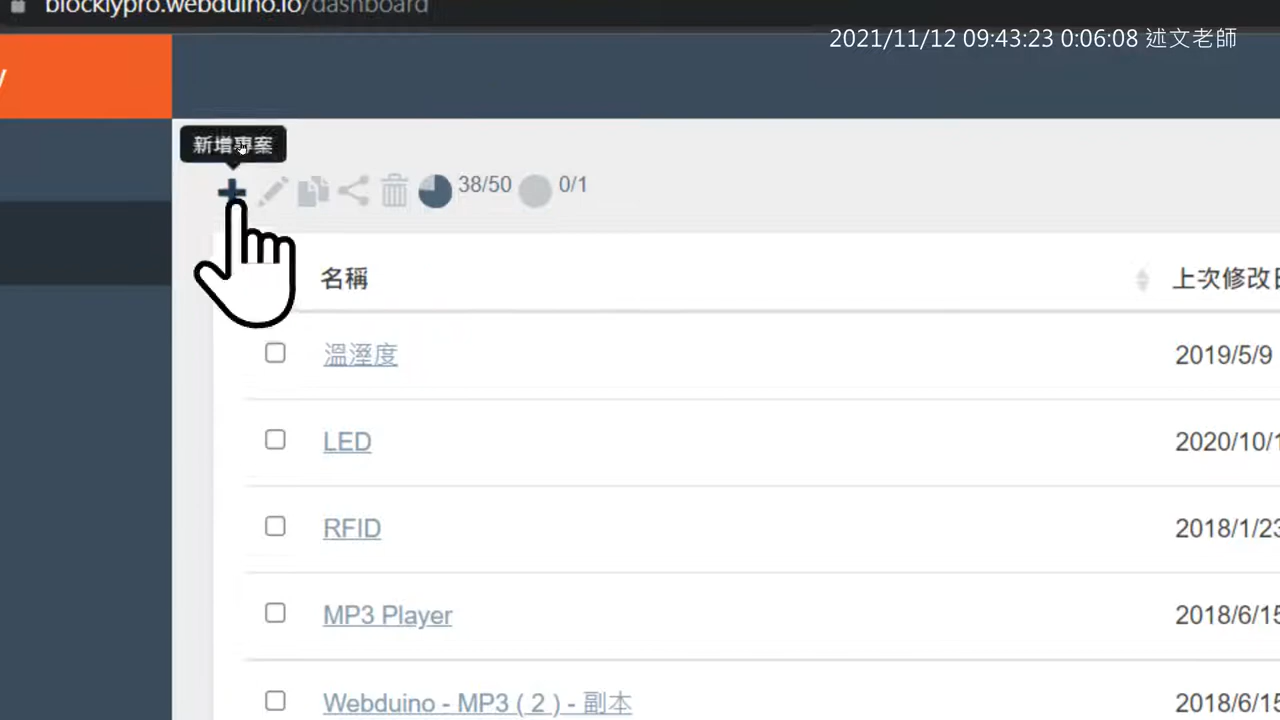 blocklypro.webduino.io/dashboard
2021/11/12 09:43:23 0:06:08 述文老師
新增專案
38/50 0/1
名稱 上次修改日
溫溼度 2019/5/9
LED 2020/10/1
RFID 2018/1/23
MP3 Player 2018/6/15
Webduino - MP3 ( 2 ) - 副本 2018/6/15